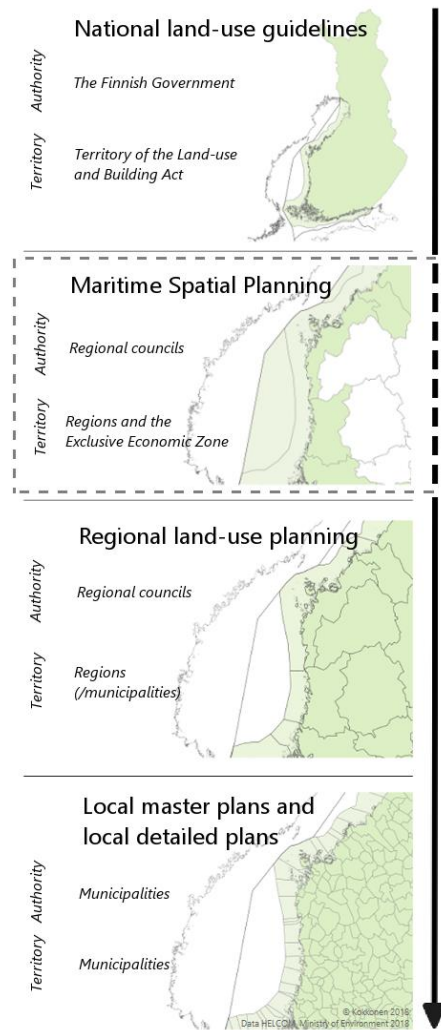 National land-use guidelines
Authority
The Finnish Government
Territory
Territory of the Land-use
and Building Act
Maritime Spatial Planning
Authority
Regional councils
Territory
Regions and the
Exclusive Economic Zone
Regional land-use planning
Authority
Regional councils
Territory
Regions
(/municipalities)
Local master plans and
local detailed plans
Authority
Municipalities
Territory
Municipalities
© Kokkonen 2018
Data HELCOM, Ministry of Environment 2018